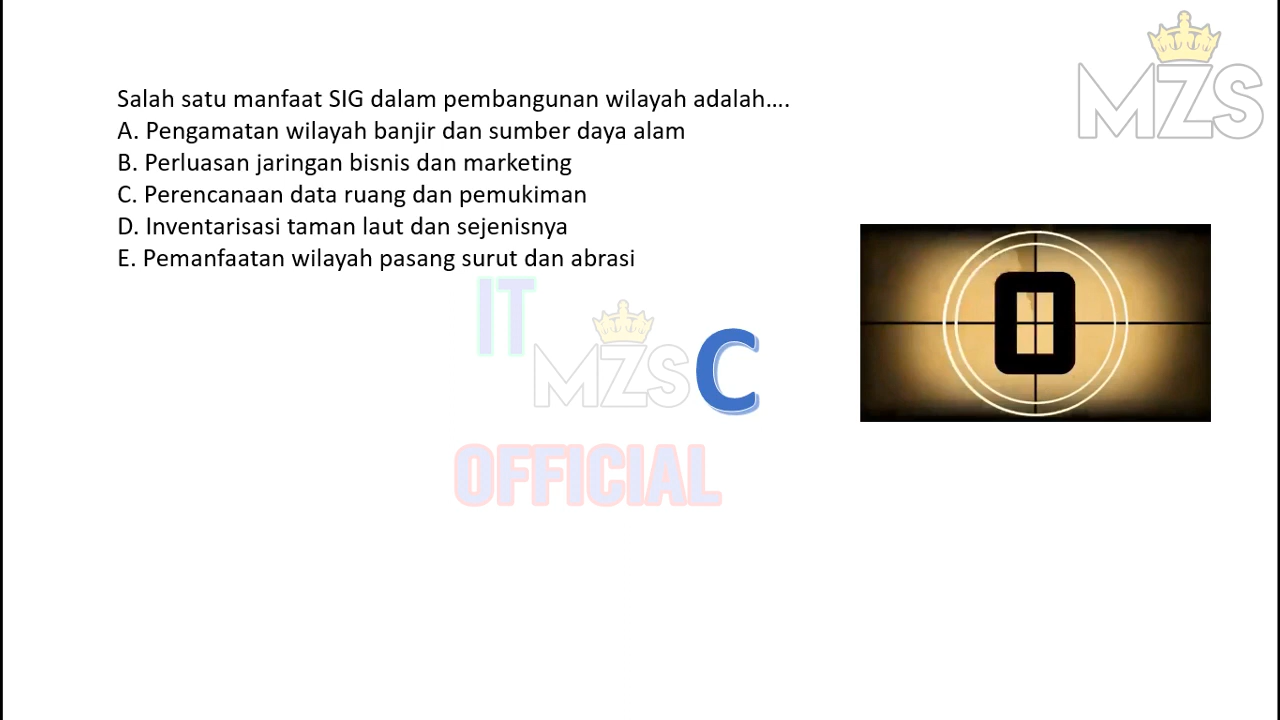 MZS
Salah satu manfaat SIG dalam pembangunan wilayah adalah....
A. Pengamatan wilayah banjir dan sumber daya alam
B. Perluasan jaringan bisnis dan marketing
C. Perencanaan data ruang dan pemukiman
D. Inventarisasi taman laut dan sejenisnya
E. Pemanfaatan wilayah pasang surut dan abrasi
0
IT
MZS
C
OFFICIAL